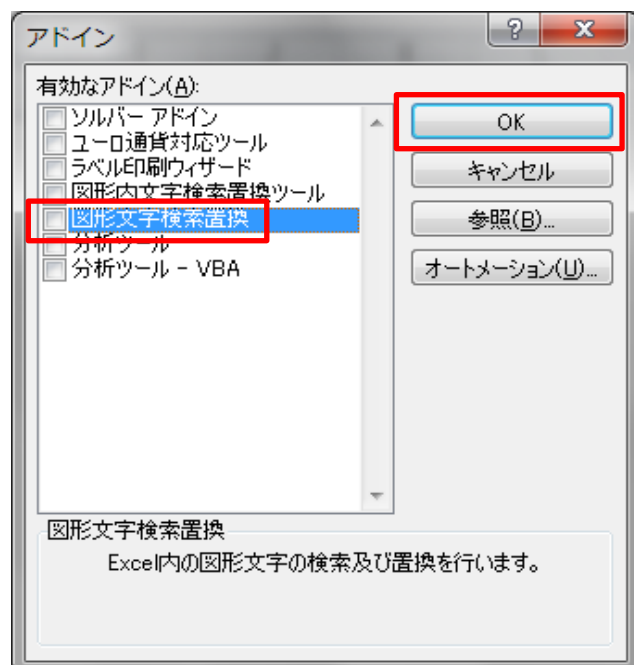 アドイン
有効なアドイン(A):
ソルバー アドイン
ユーロ通貨対応ツール
ラベル印刷ウィザード
図形内文字検索置換ツール
図形文字検索置換
分析ツール
分析ツール - VBA
OK
キャンセル
参照(B)...
オートメーション(U)...
図形文字検索置換
Excel内の図形文字の検索及び置換を行います。